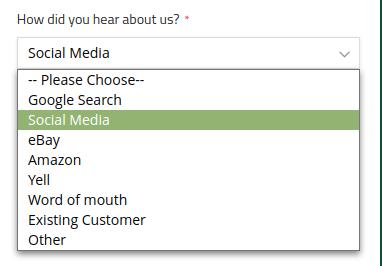 How did you hear about us? *
Social Media
-- Please Choose--
Google Search
Social Media
eBay
Amazon
Yell
Word of mouth
Existing Customer
Other